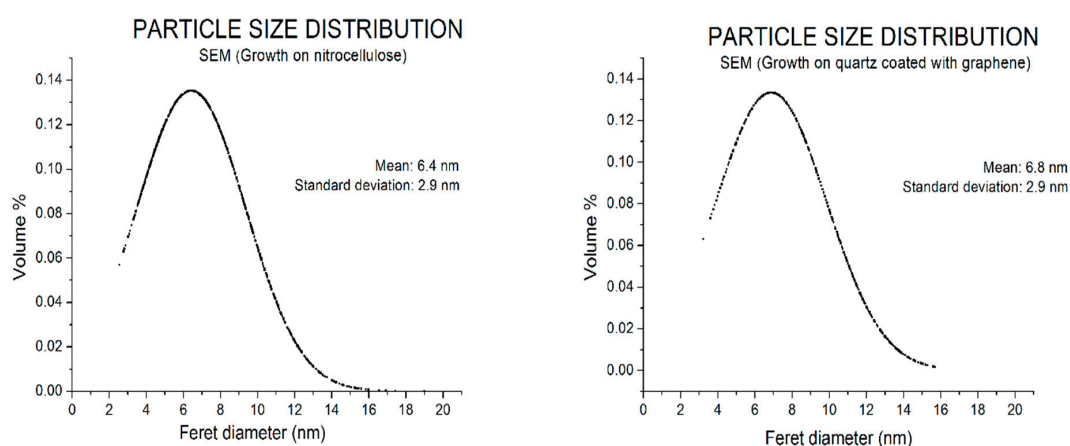 PARTICLE SIZE DISTRIBUTION
SEM (Growth on nitrocellulose)
0.14
0.12
0.10
0.08
0.06
0.04
0.02
0.00
Volume %
Mean: 6.4 nm
Standard deviation: 2.9 nm
0 2 4 6 8 10 12 14 16 18 20
Feret diameter (nm)
PARTICLE SIZE DISTRIBUTION
SEM (Growth on quartz coated with graphene)
0.14
0.12
0.10
0.08
0.06
0.04
0.02
0.00
Volume %
Mean: 6.8 nm
Standard deviation: 2.9 nm
0 2 4 6 8 10 12 14 16 18 20
Feret diameter (nm)